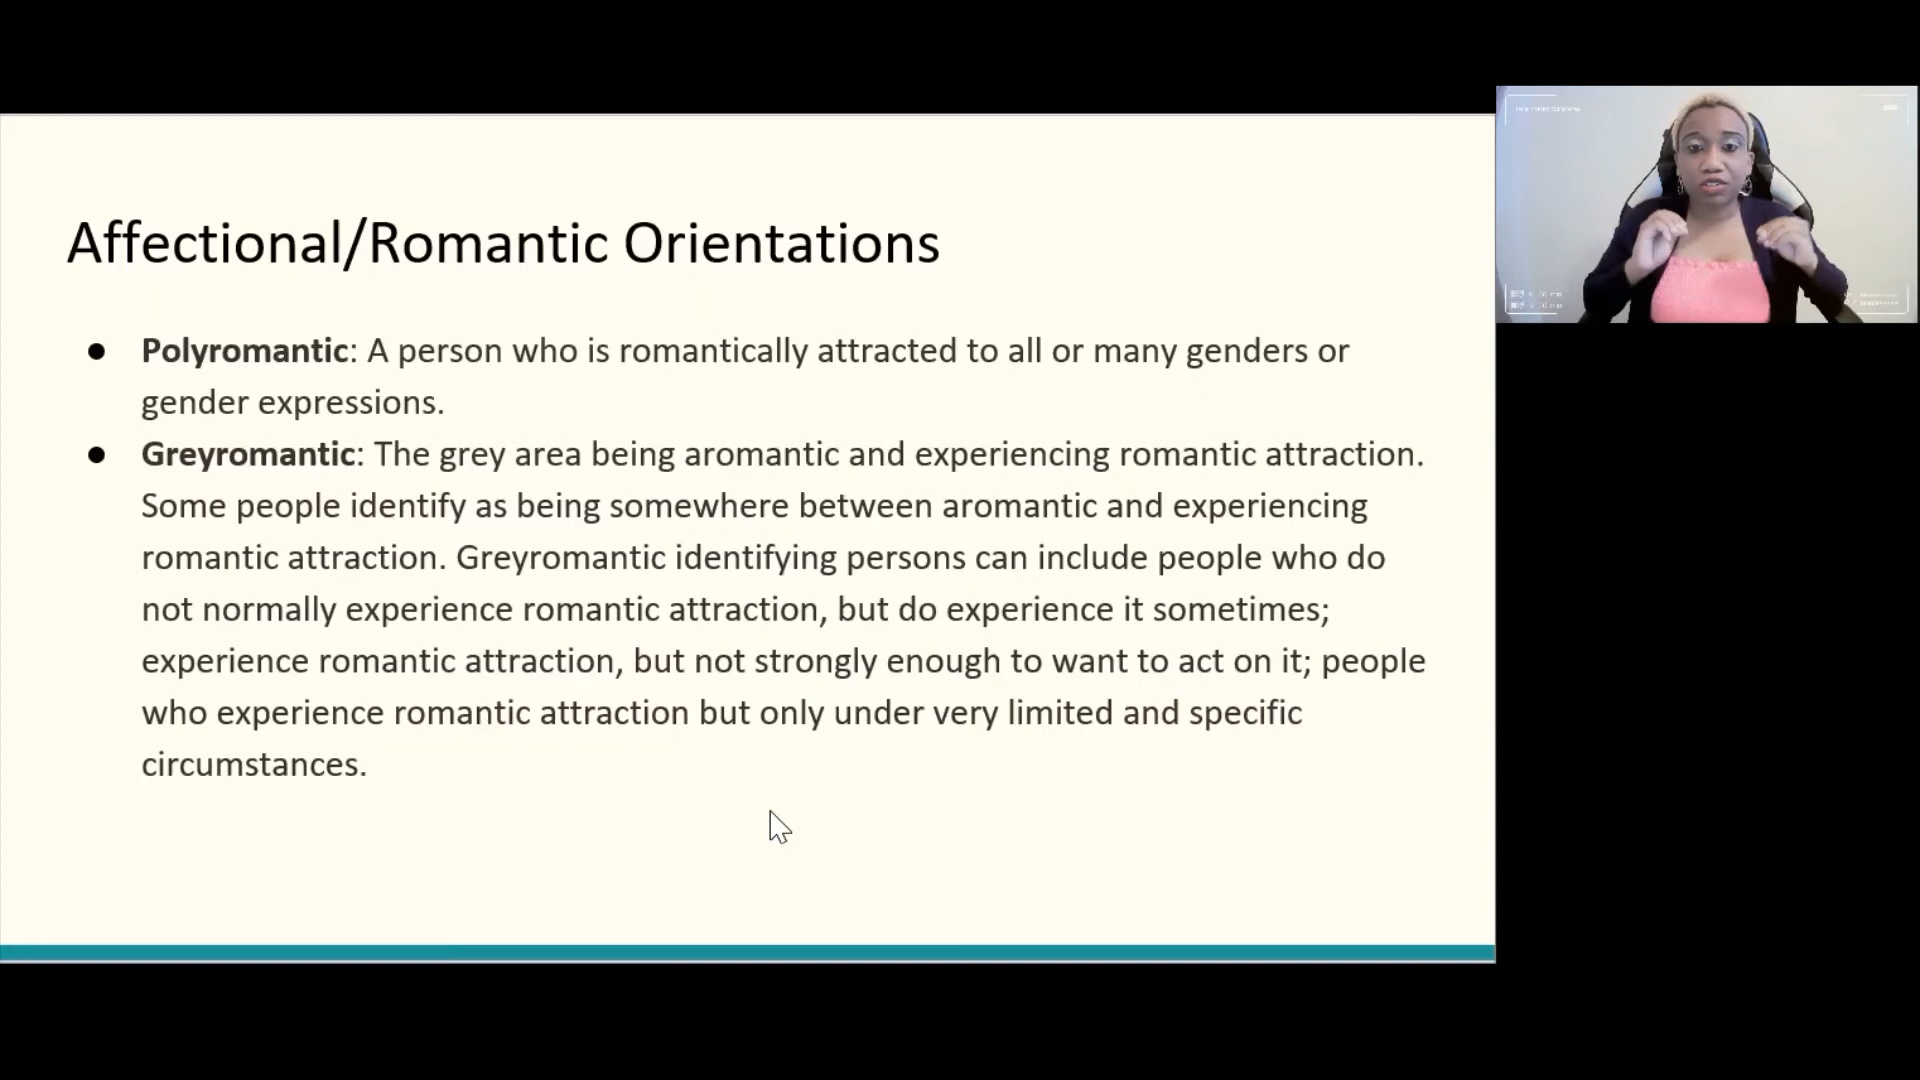 Affectional/Romantic Orientations
● Polyromantic: A person who is romantically attracted to all or many genders or
gender expressions.
● Greyromantic: The grey area being aromantic and experiencing romantic attraction.
Some people identify as being somewhere between aromantic and experiencing
romantic attraction. Greyromantic identifying persons can include people who do
not normally experience romantic attraction, but do experience it sometimes;
experience romantic attraction, but not strongly enough to want to act on it; people
who experience romantic attraction but only under very limited and specific
circumstances.